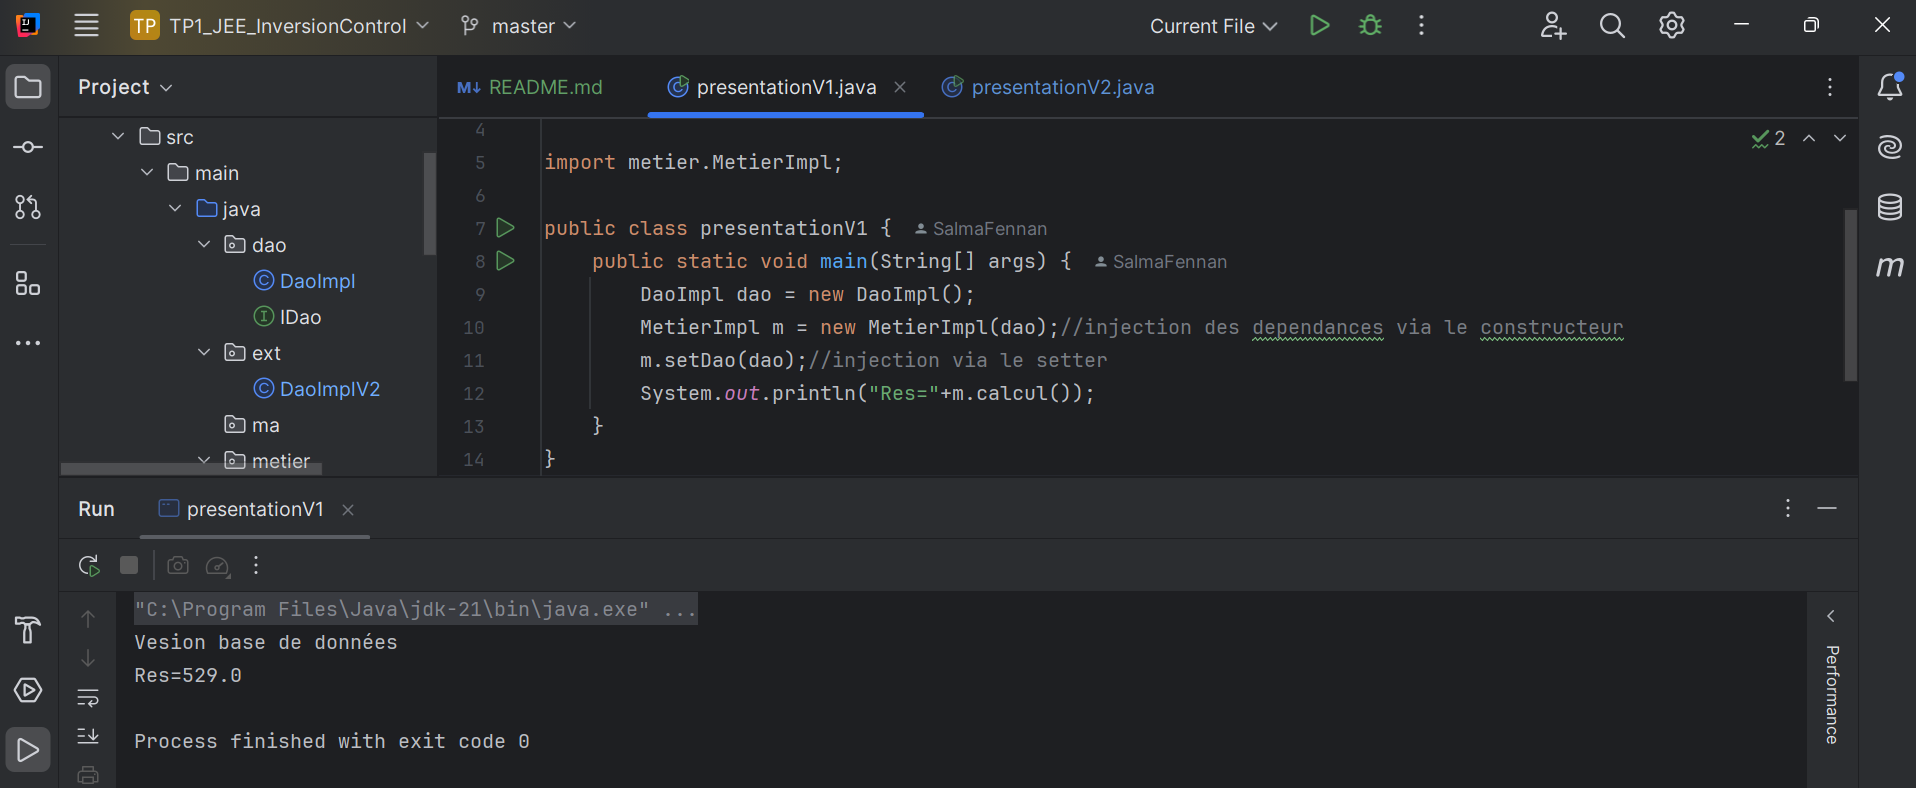 TP TP1_JEE_InversionControl master Current File
Project
README.md presentationV1.java presentationV2.java
src
main
java
dao
DaoImpl
IDao
ext
DaoImplV2
ma
metier
2
4
5 import metier.MetierImpl;
6
7 public class presentationV1 { SalmaFennan
8 public static void main(String[] args) { SalmaFennan
9 DaoImpl dao = new DaoImpl();
10 MetierImpl m = new MetierImpl(dao);//injection des dependances via le constructeur
11 m.setDao(dao);//injection via le setter
12 System.out.println("Res="+m.calcul());
13 }
14 }
Run presentationV1
"C:\Program Files\Java\jdk-21\bin\java.exe" ...
Vesion base de données
Res=529.0
Process finished with exit code 0
Performance